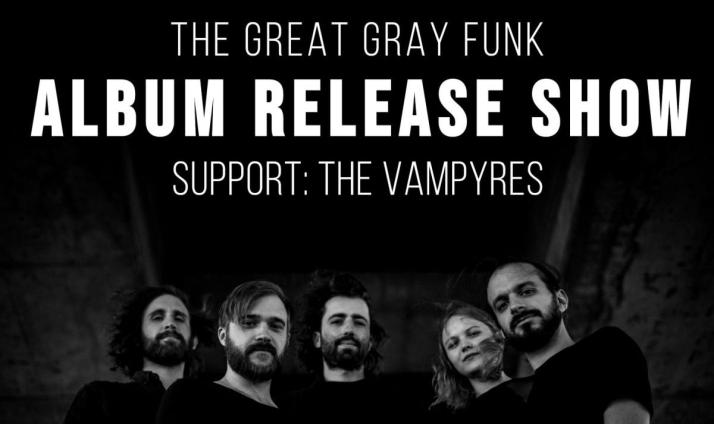 THE GREAT GRAY FUNK
ALBUM RELEASE SHOW
SUPPORT: THE VAMPYRES